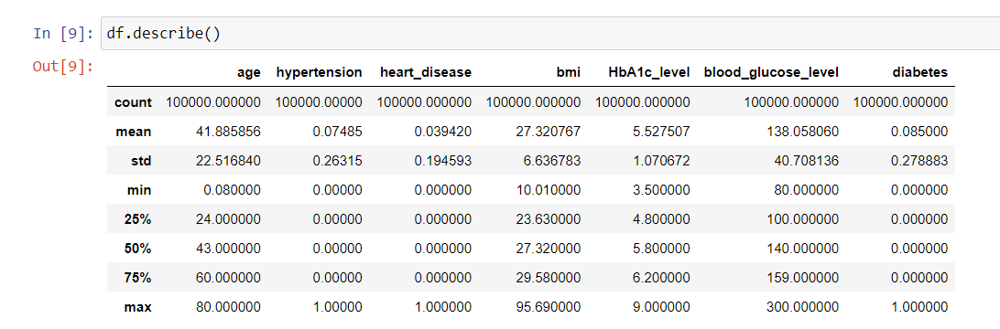 In [9]: df.describe()
Out[9]:
age hypertension heart_disease bmi HbA1c_level blood_glucose_level diabetes
count 100000.000000 100000.00000 100000.000000 100000.000000 100000.000000 100000.000000 100000.000000
mean 41.885856 0.07485 0.039420 27.320767 5.527507 138.058060 0.085000
std 22.516840 0.26315 0.194593 6.636783 1.070672 40.708136 0.278883
min 0.080000 0.00000 0.000000 10.010000 3.500000 80.000000 0.000000
25% 24.000000 0.00000 0.000000 23.630000 4.800000 100.000000 0.000000
50% 43.000000 0.00000 0.000000 27.320000 5.800000 140.000000 0.000000
75% 60.000000 0.00000 0.000000 29.580000 6.200000 159.000000 0.000000
max 80.000000 1.00000 1.000000 95.690000 9.000000 300.000000 1.000000